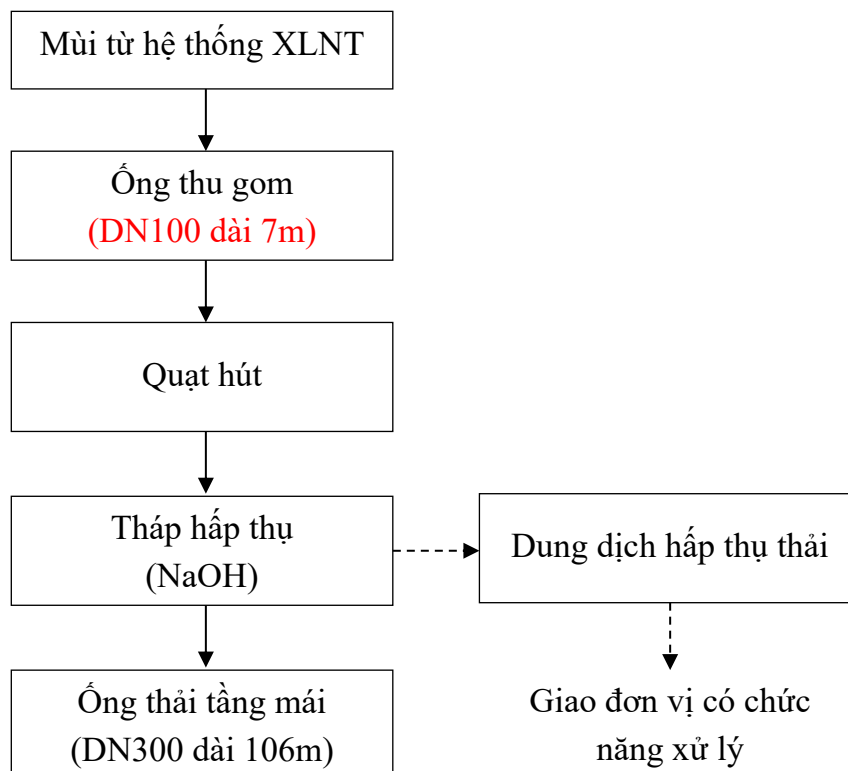 Mùi từ hệ thống XLNT
Ống thu gom
(DN100 dài 7m)
Quạt hút
Tháp hấp thụ
(NaOH)
Dung dịch hấp thụ thải
Ống thải tầng mái
(DN300 dài 106m)
Giao đơn vị có chức
năng xử lý